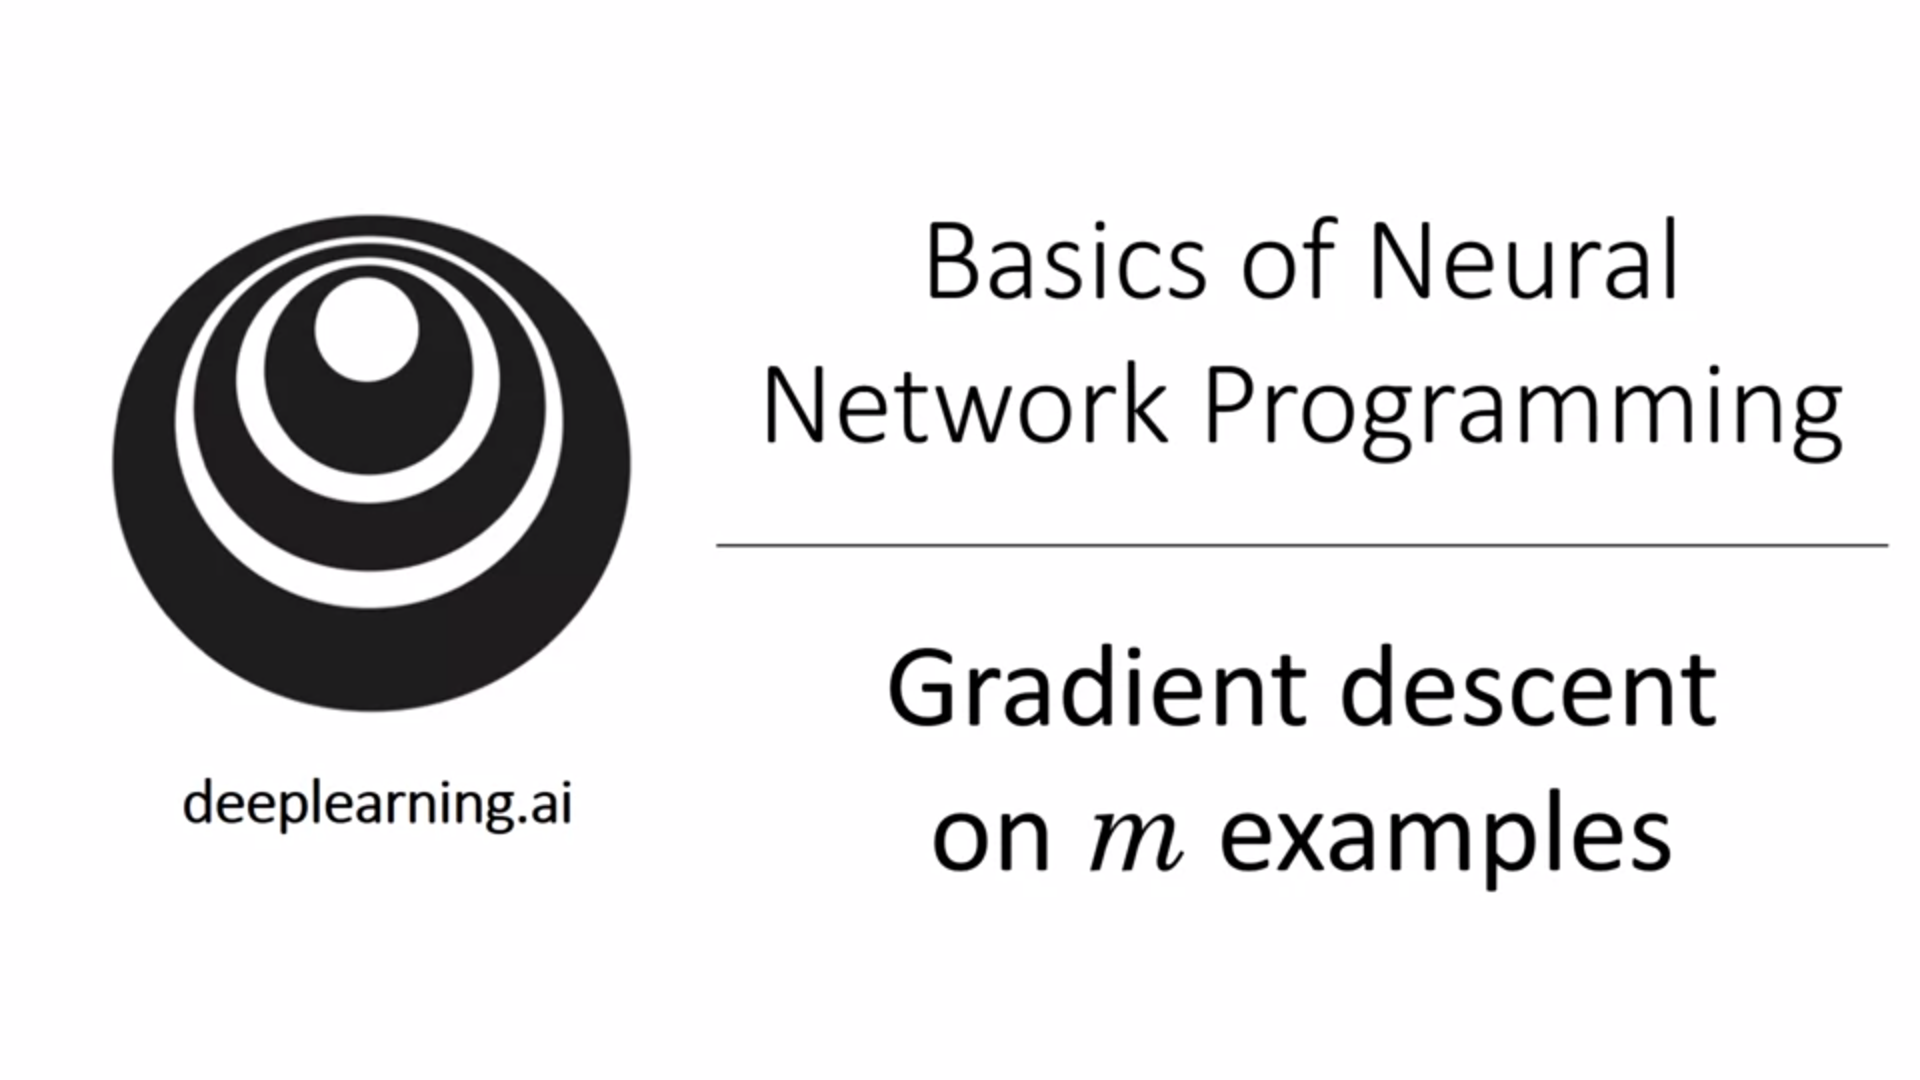 Basics of Neural
Network Programming
Gradient descent
on m examples
deeplearning.ai